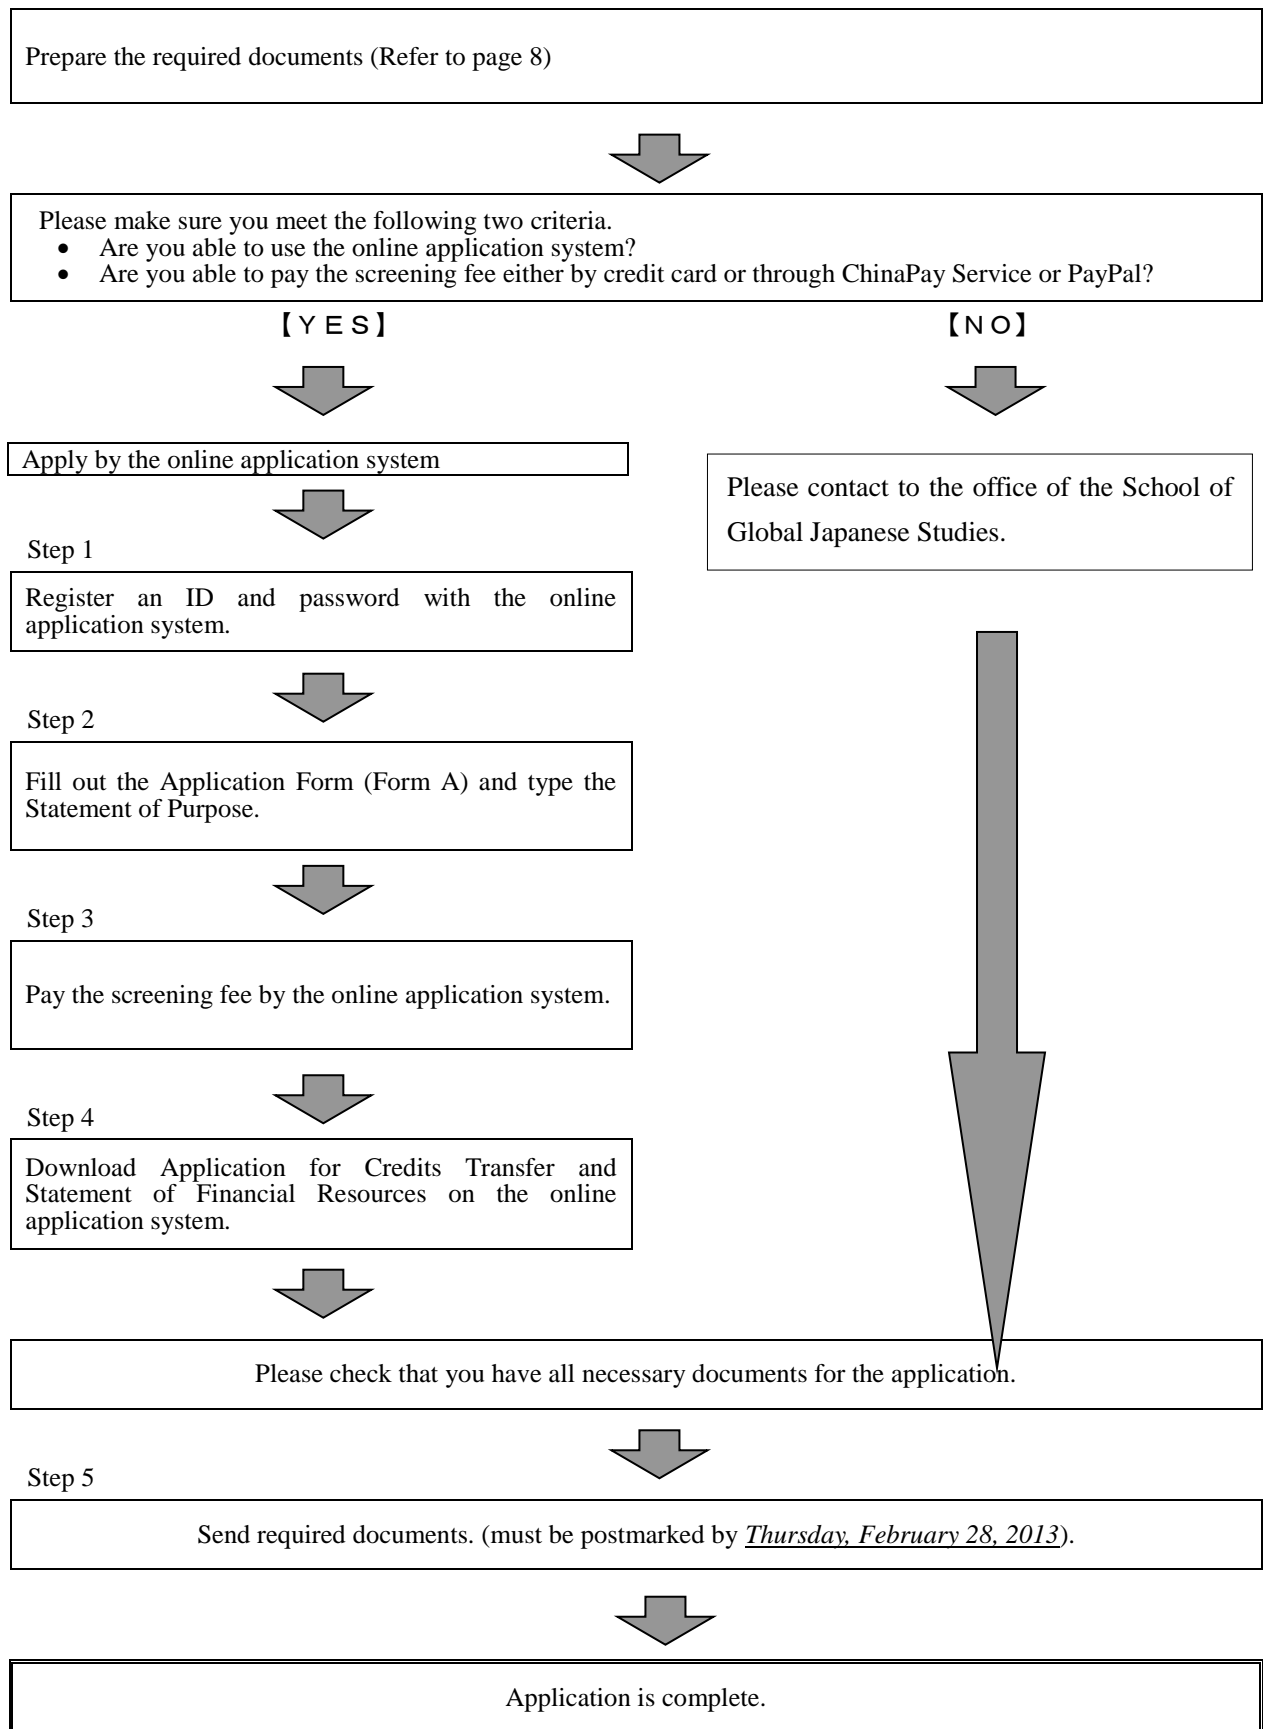 Prepare the required documents (Refer to page 8)
Please make sure you meet the following two criteria.
• Are you able to use the online application system?
• Are you able to pay the screening fee either by credit card or through ChinaPay Service or PayPal?
【ＹＥＳ】
【ＮＯ】
Apply by the online application system
Please contact to the office of the School of
Global Japanese Studies.
Step 1
Register an ID and password with the online
application system.
Step 2
Fill out the Application Form (Form A) and type the
Statement of Purpose.
Step 3
Pay the screening fee by the online application system.
Step 4
Download Application for Credits Transfer and
Statement of Financial Resources on the online
application system.
Please check that you have all necessary documents for the application.
Step 5
Send required documents. (must be postmarked by Thursday, February 28, 2013).
Application is complete.